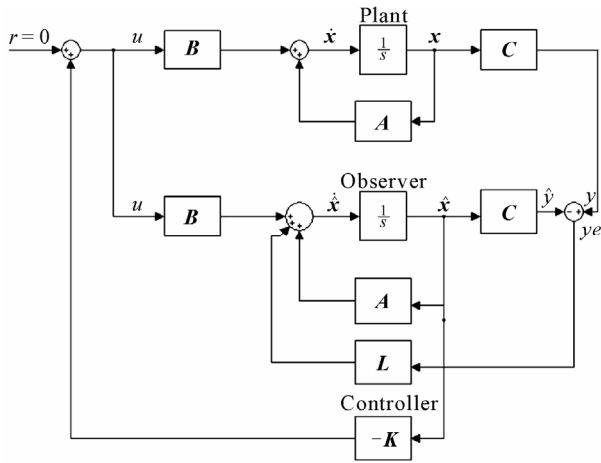 Plant
r = 0
u
B
ẋ
1/s
x
C
A
Observer
u
B
x̂̇
1/s
x̂
C
ŷ
y
ye
A
L
Controller
−K